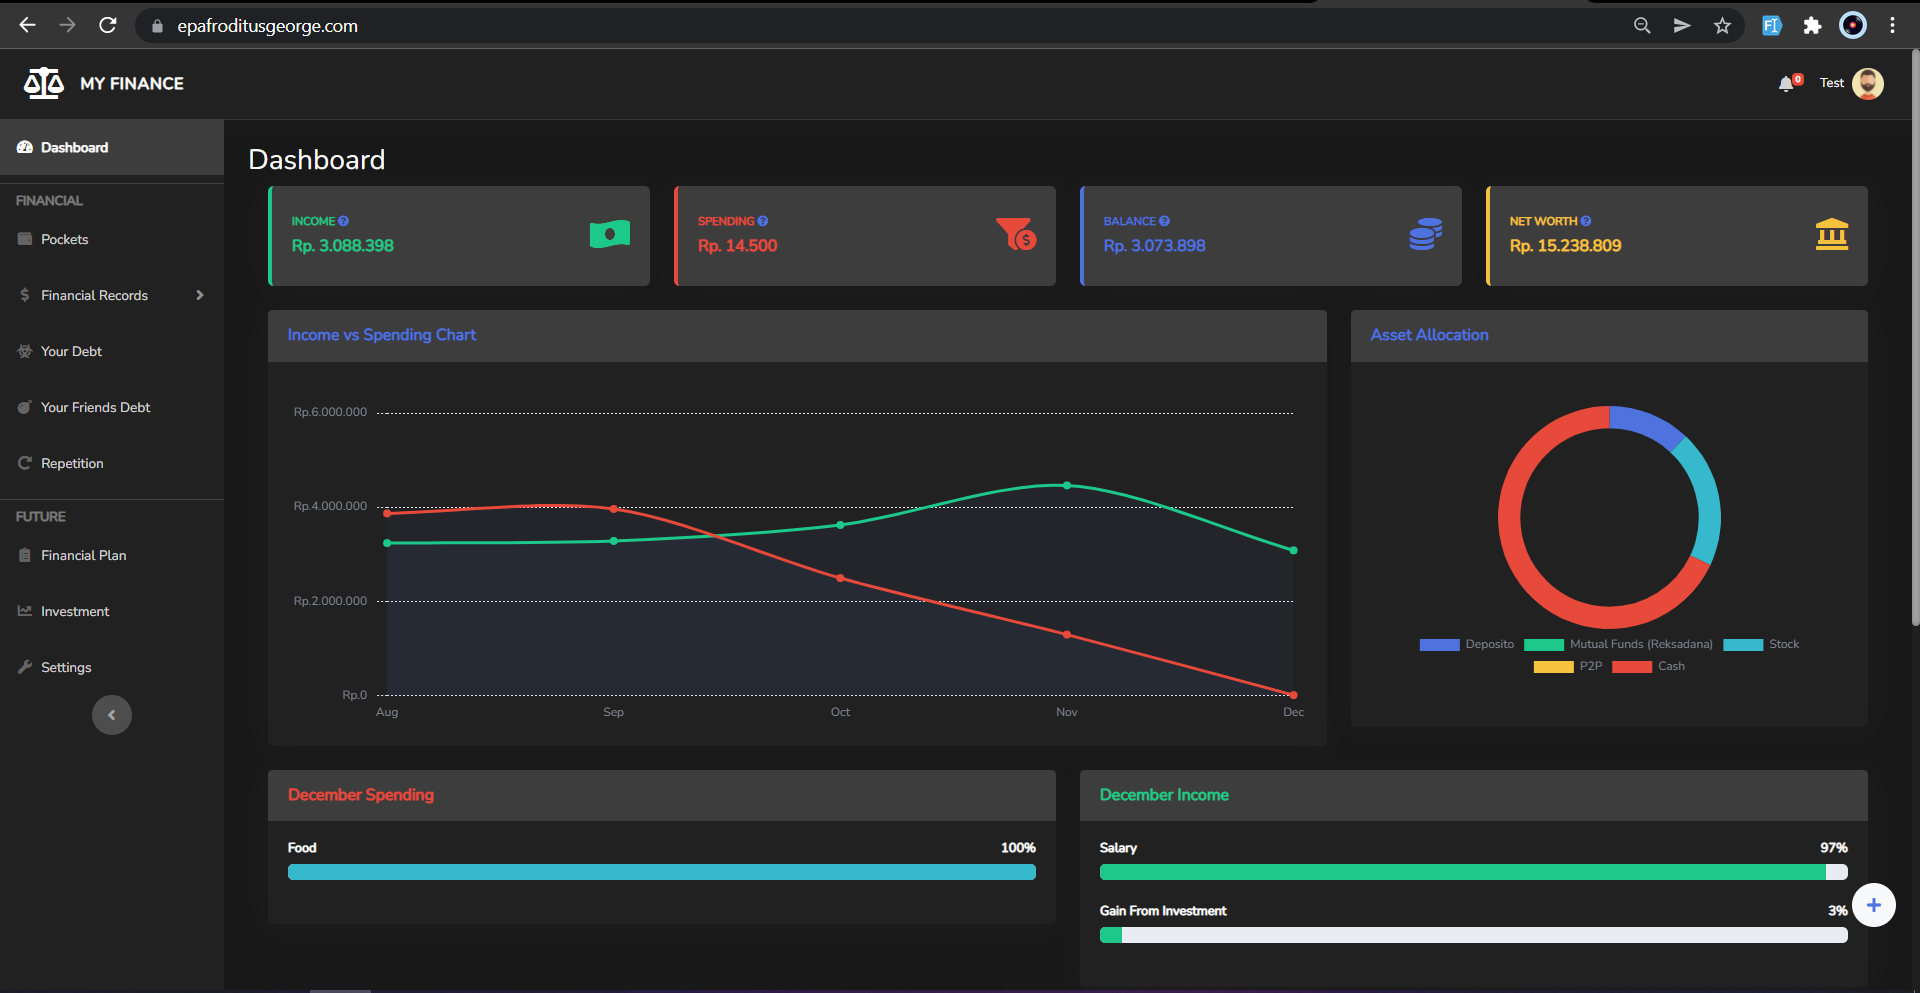 epafroditusgeorge.com
MY FINANCE
0
Test
Dashboard
FINANCIAL
Pockets
Financial Records
Your Debt
Your Friends Debt
Repetition
FUTURE
Financial Plan
Investment
Settings
Dashboard
INCOME
Rp. 3.088.398
SPENDING
Rp. 14.500
BALANCE
Rp. 3.073.898
NET WORTH
Rp. 15.238.809
Income vs Spending Chart
Rp.6.000.000
Rp.4.000.000
Rp.2.000.000
Rp.0
Aug Sep Oct Nov Dec
Asset Allocation
Deposito Mutual Funds (Reksadana) Stock
P2P Cash
December Spending
Food 100%
December Income
Salary 97%
Gain From Investment 3%